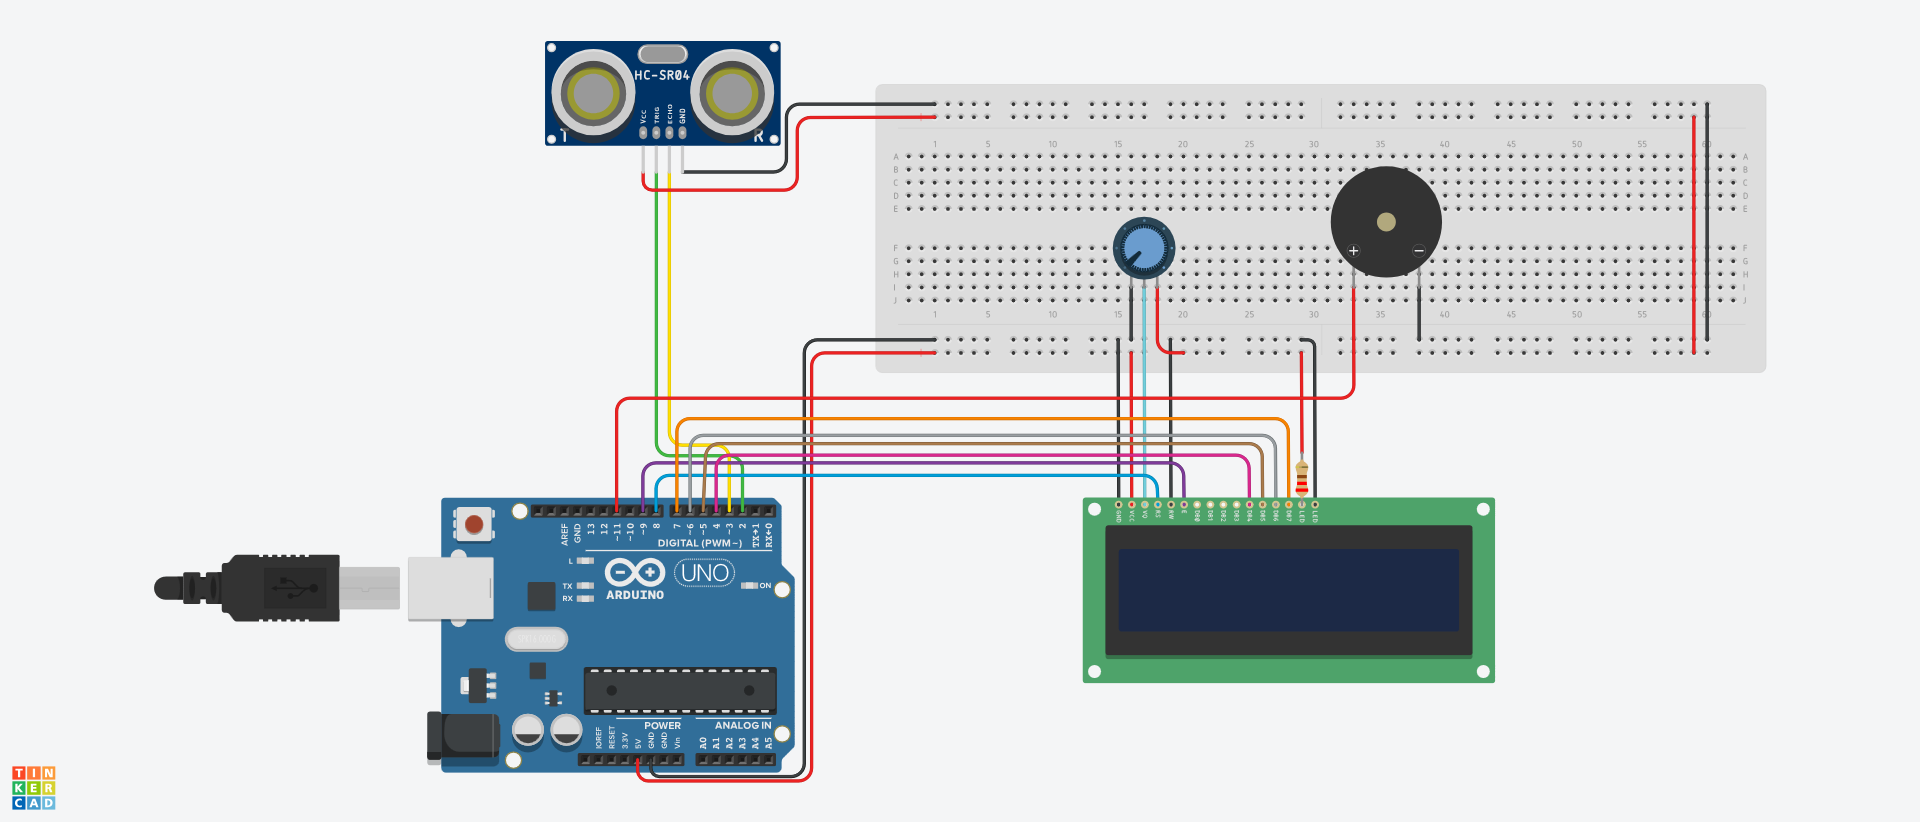 HC-SR04
VCC
TRIG
ECHO
GND
T
R
1 5 10 15 20 25 30 35 40 45 50 55 60
A A
B B
C C
D D
E E
F F
G G
H H
I I
J J
1 5 10 15 20 25 30 35 40 45 50 55 60
+ −
AREF GND 13 12 ~11 ~10 ~9 8 7 ~6 ~5 4 ~3 2 TX→1 RX←0
DIGITAL (PWM~)
L
TX
RX
UNO
ON
ARDUINO
POWER ANALOG IN
IOREF RESET 3.3V 5V GND GND Vin A0 A1 A2 A3 A4 A5
GND VCC VO RS RW E DB0 DB1 DB2 DB3 DB4 DB5 DB6 DB7 LED LED
TIN
KER
CAD